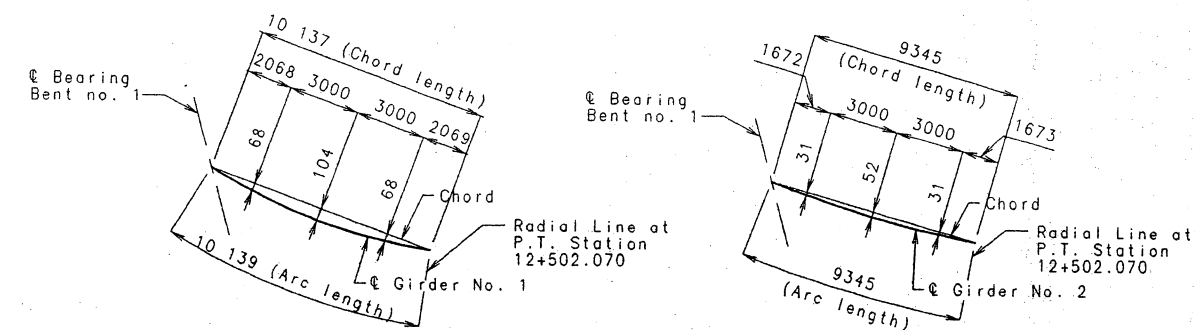 10 137 (Chord length)
2068
3000
3000
2069
℄ Bearing
Bent no. 1
68
104
68
Chord
Radial Line at
P.T. Station
12+502.070
10 139 (Arc length)
℄ Girder No. 1
9345
(Chord length)
1672
3000
3000
1673
℄ Bearing
Bent no. 1
31
52
31
Chord
Radial Line at
P.T. Station
12+502.070
9345
(Arc length)
℄ Girder No. 2